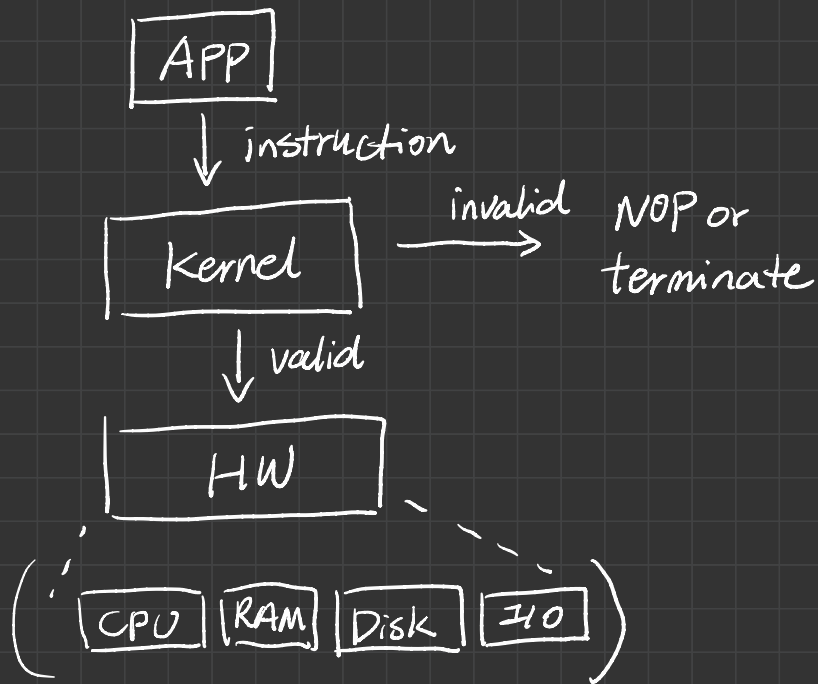 APP
instruction
invalid
NOP or
terminate
Kernel
valid
HW
CPU RAM Disk I/O